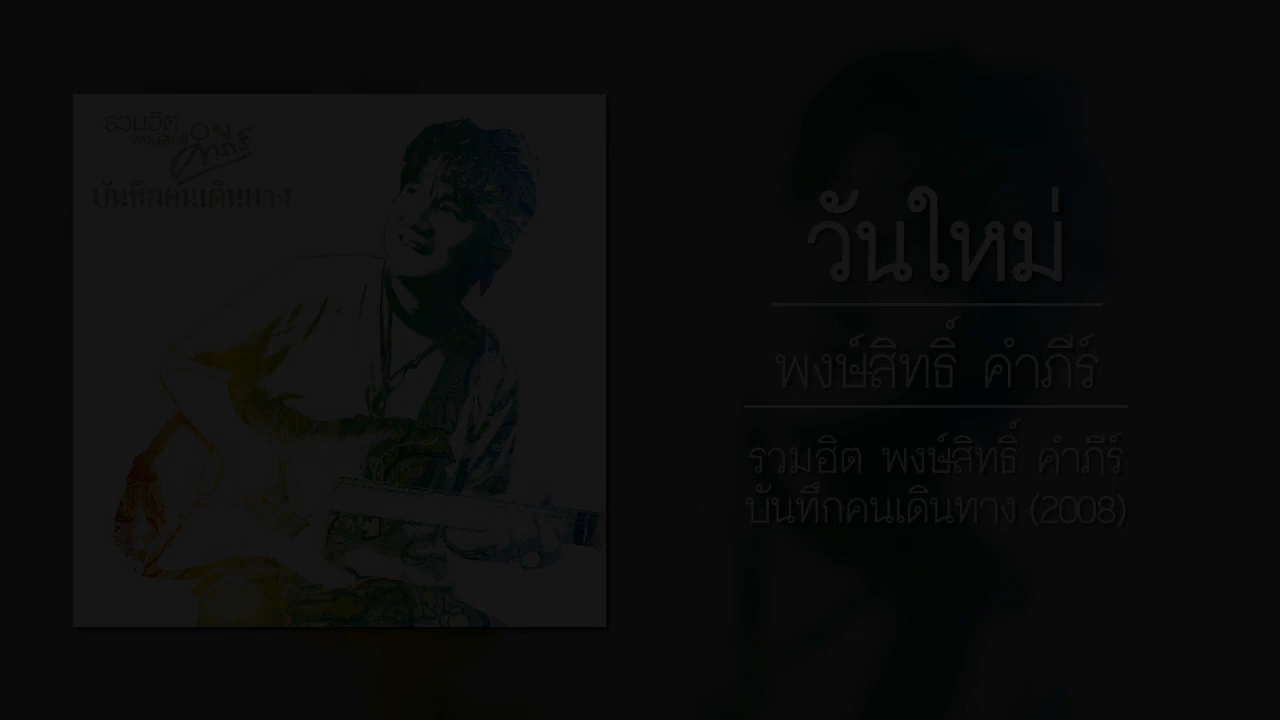 รวมฮิต
พงษ์สิทธิ์ คำภีร์
บันทึกคนเดินทาง
วันใหม่
พงษ์สิทธิ์ คำภีร์
รวมฮิต พงษ์สิทธิ์ คำภีร์
บันทึกคนเดินทาง (2008)